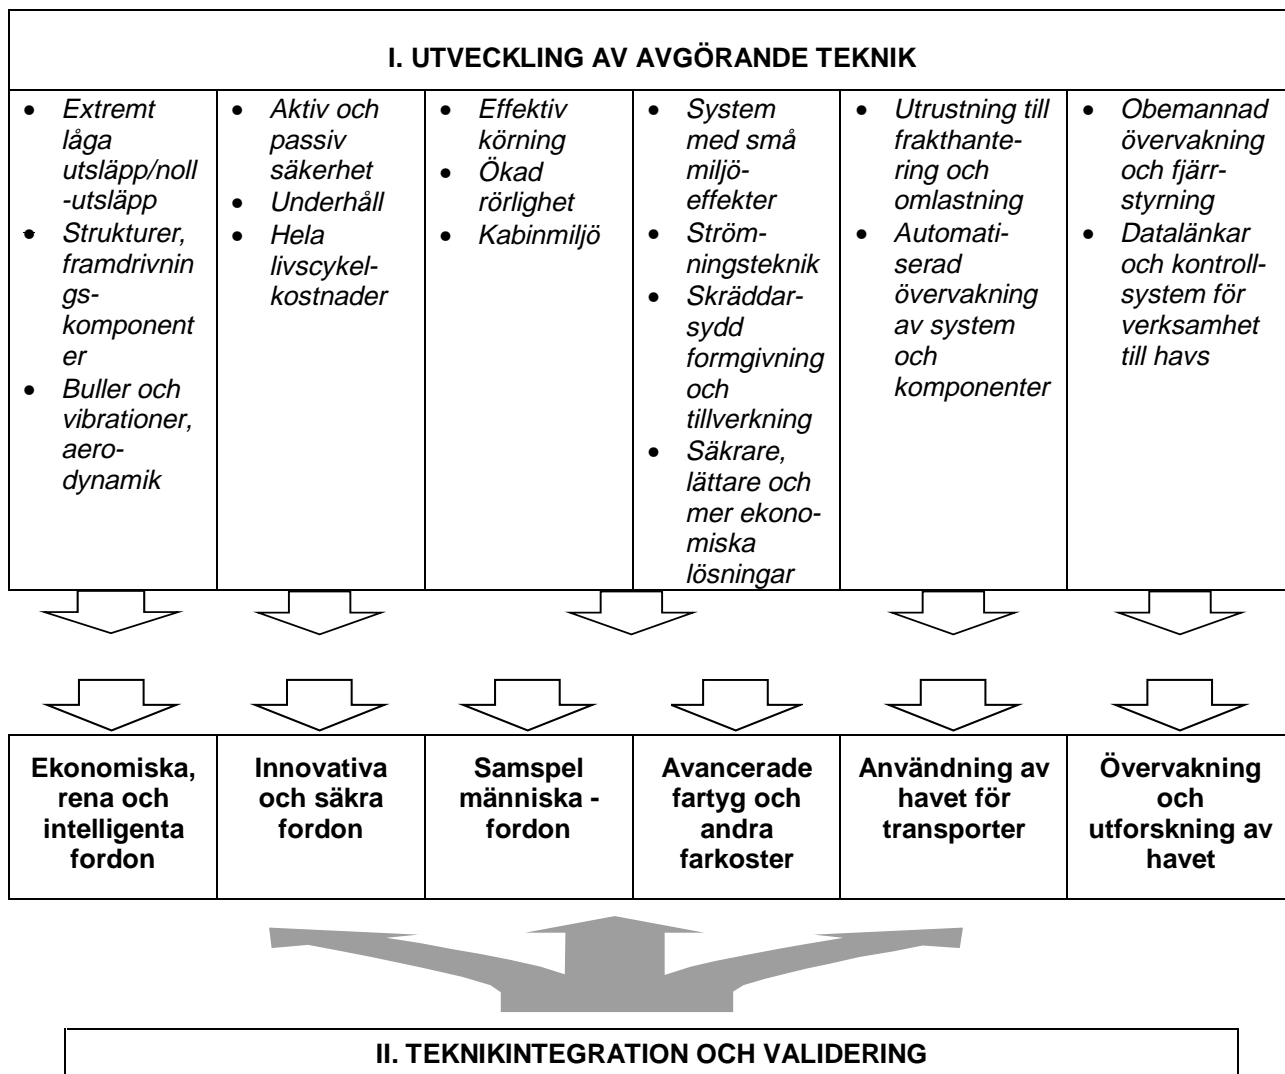 I. UTVECKLING AV AVGÖRANDE TEKNIK
• Extremt
låga
utsläpp/noll
-utsläpp
• Strukturer,
framdrivnin
gs-
komponent
er
• Buller och
vibrationer,
aero-
dynamik
• Aktiv och
passiv
säkerhet
• Underhåll
• Hela
livscykel-
kostnader
• Effektiv
körning
• Ökad
rörlighet
• Kabinmiljö
• System
med små
miljö-
effekter
• Ström-
ningsteknik
• Skräddar-
sydd
formgivning
och
tillverkning
• Säkrare,
lättare och
mer ekono-
miska
lösningar
• Utrustning till
frakthante-
ring och
omlastning
• Automati-
serad
övervakning
av system
och
komponenter
• Obemannad
övervakning
och fjärr-
styrning
• Datalänkar
och kontroll-
system för
verksamhet
till havs
Ekonomiska,
rena och
intelligenta
fordon
Innovativa
och säkra
fordon
Samspel
människa -
fordon
Avancerade
fartyg och
andra
farkoster
Användning av
havet för
transporter
Övervakning
och
utforskning av
havet
II. TEKNIKINTEGRATION OCH VALIDERING